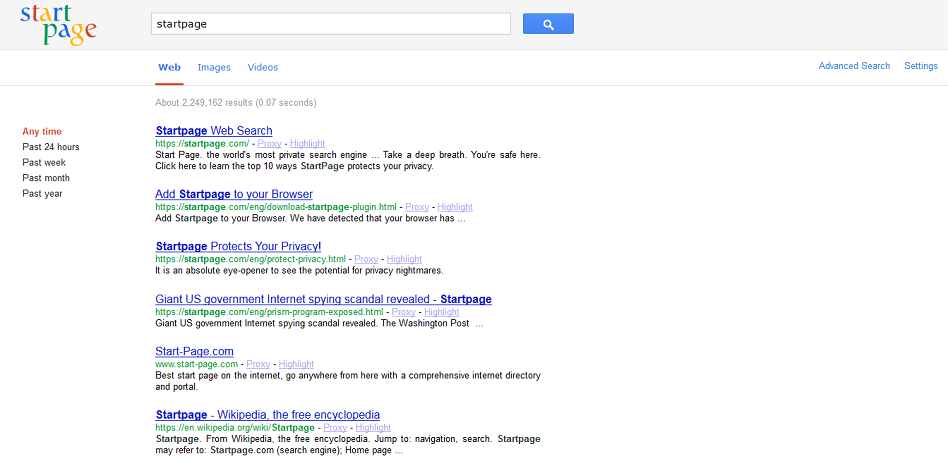 start
page
startpage
Web Images Videos
Advanced Search Settings
About 2,249,162 results (0.07 seconds)
Any time
Past 24 hours
Past week
Past month
Past year
Startpage Web Search
https://startpage.com/ - Proxy - Highlight
Start Page. the world's most private search engine ... Take a deep breath. You're safe here.
Click here to learn the top 10 ways StartPage protects your privacy.
Add Startpage to your Browser
https://startpage.com/eng/download-startpage-plugin.html - Proxy - Highlight
Add Startpage to your Browser. We have detected that your browser has ...
Startpage Protects Your Privacy!
https://startpage.com/eng/protect-privacy.html - Proxy - Highlight
It is an absolute eye-opener to see the potential for privacy nightmares.
Giant US government Internet spying scandal revealed - Startpage
https://startpage.com/eng/prism-program-exposed.html - Proxy - Highlight
Giant US government Internet spying scandal revealed. The Washington Post ...
Start-Page.com
www.start-page.com - Proxy - Highlight
Best start page on the internet, go anywhere from here with a comprehensive internet directory
and portal.
Startpage - Wikipedia, the free encyclopedia
https://en.wikipedia.org/wiki/Startpage - Proxy - Highlight
Startpage. From Wikipedia, the free encyclopedia. Jump to: navigation, search. Startpage
may refer to: Startpage.com (search engine); Home page ...